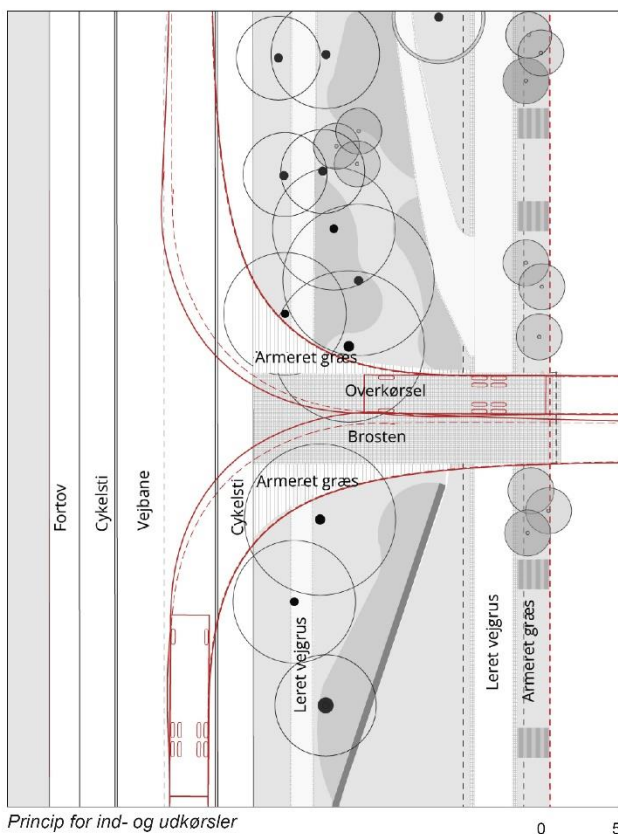 Armeret græs
Overkørsel
Brosten
Armeret græs
Fortov
Cykelsti
Vejbane
Cykelsti
Leret vejgrus
Leret vejgrus
Armeret græs
Princip for ind- og udkørsler
0 5